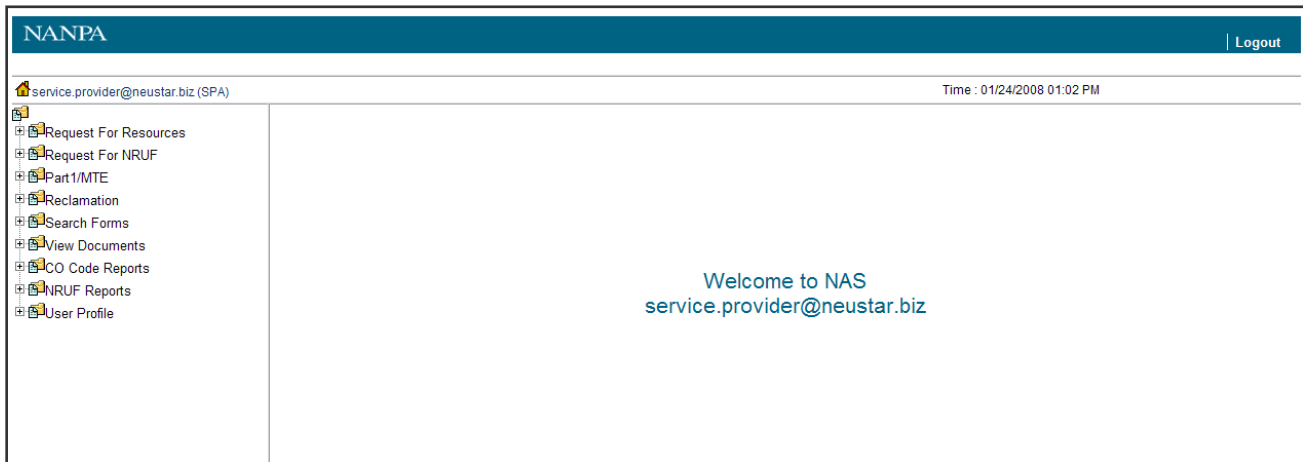 NANPA
Logout
service.provider@neustar.biz (SPA)
Time : 01/24/2008 01:02 PM
Request For Resources
Request For NRUF
Part1/MTE
Reclamation
Search Forms
View Documents
CO Code Reports
NRUF Reports
User Profile
Welcome to NAS
service.provider@neustar.biz